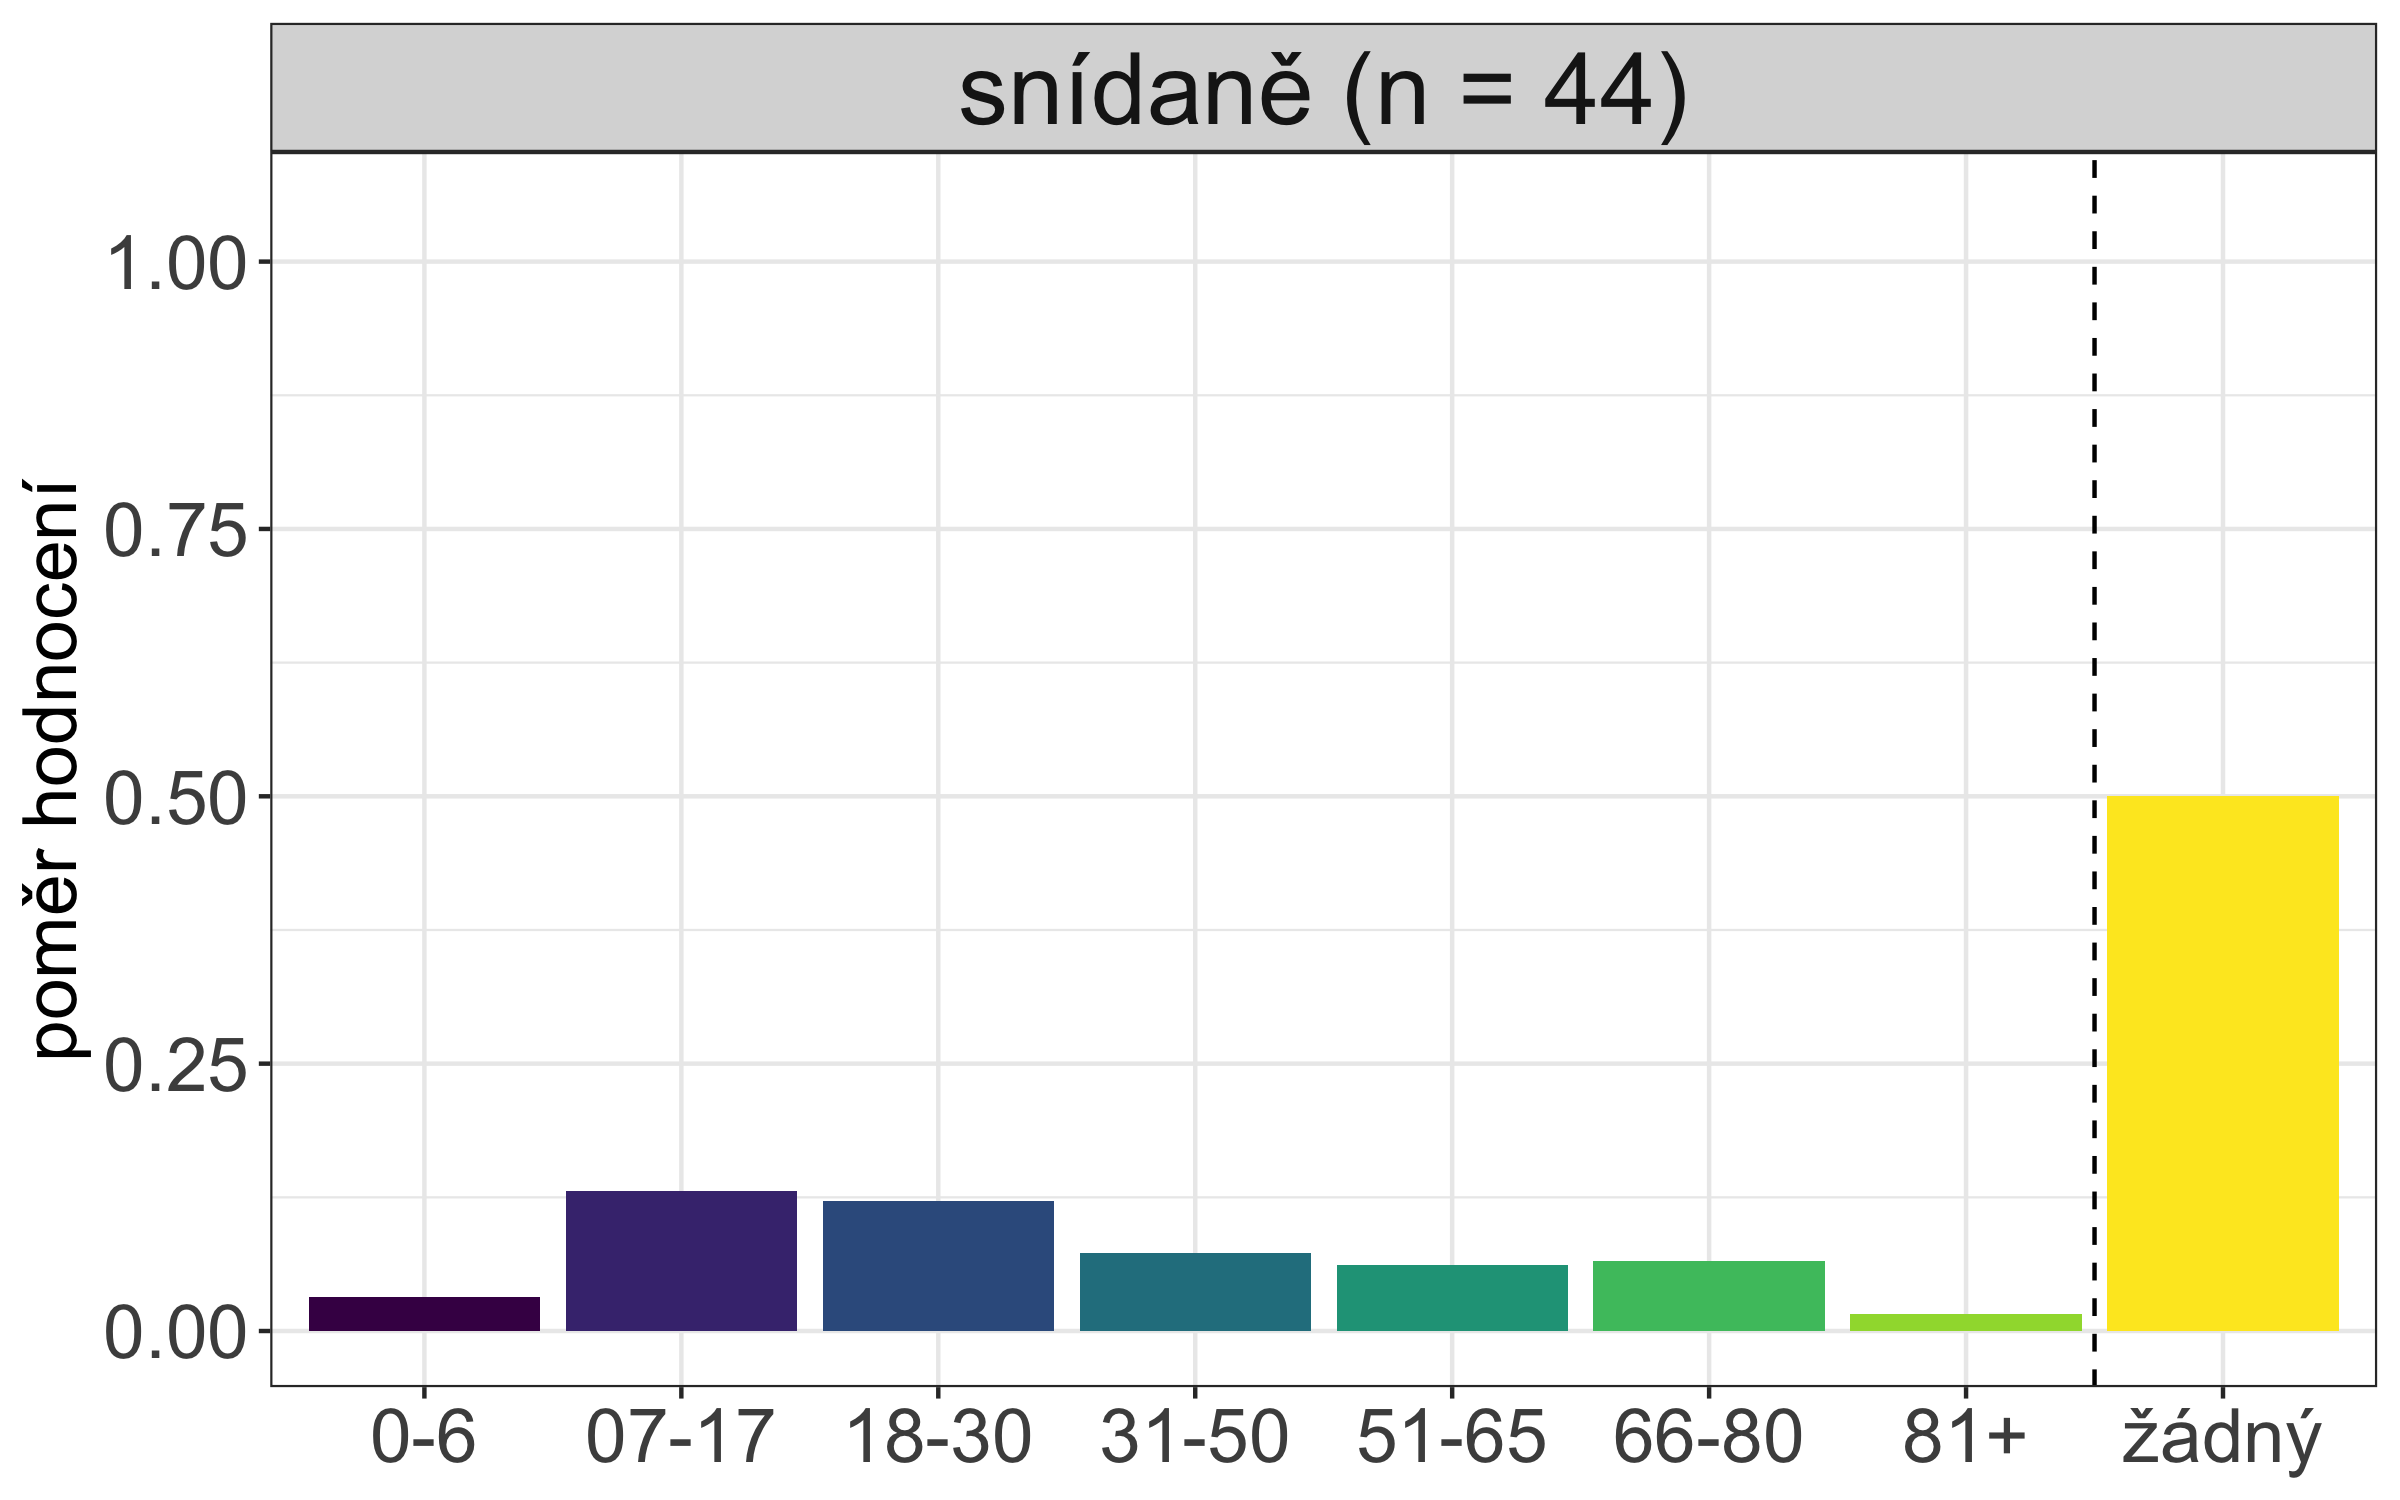 snídaně (n = 44)
poměr hodnocení
1.00
0.75
0.50
0.25
0.00
0-6 07-17 18-30 31-50 51-65 66-80 81+ žádný